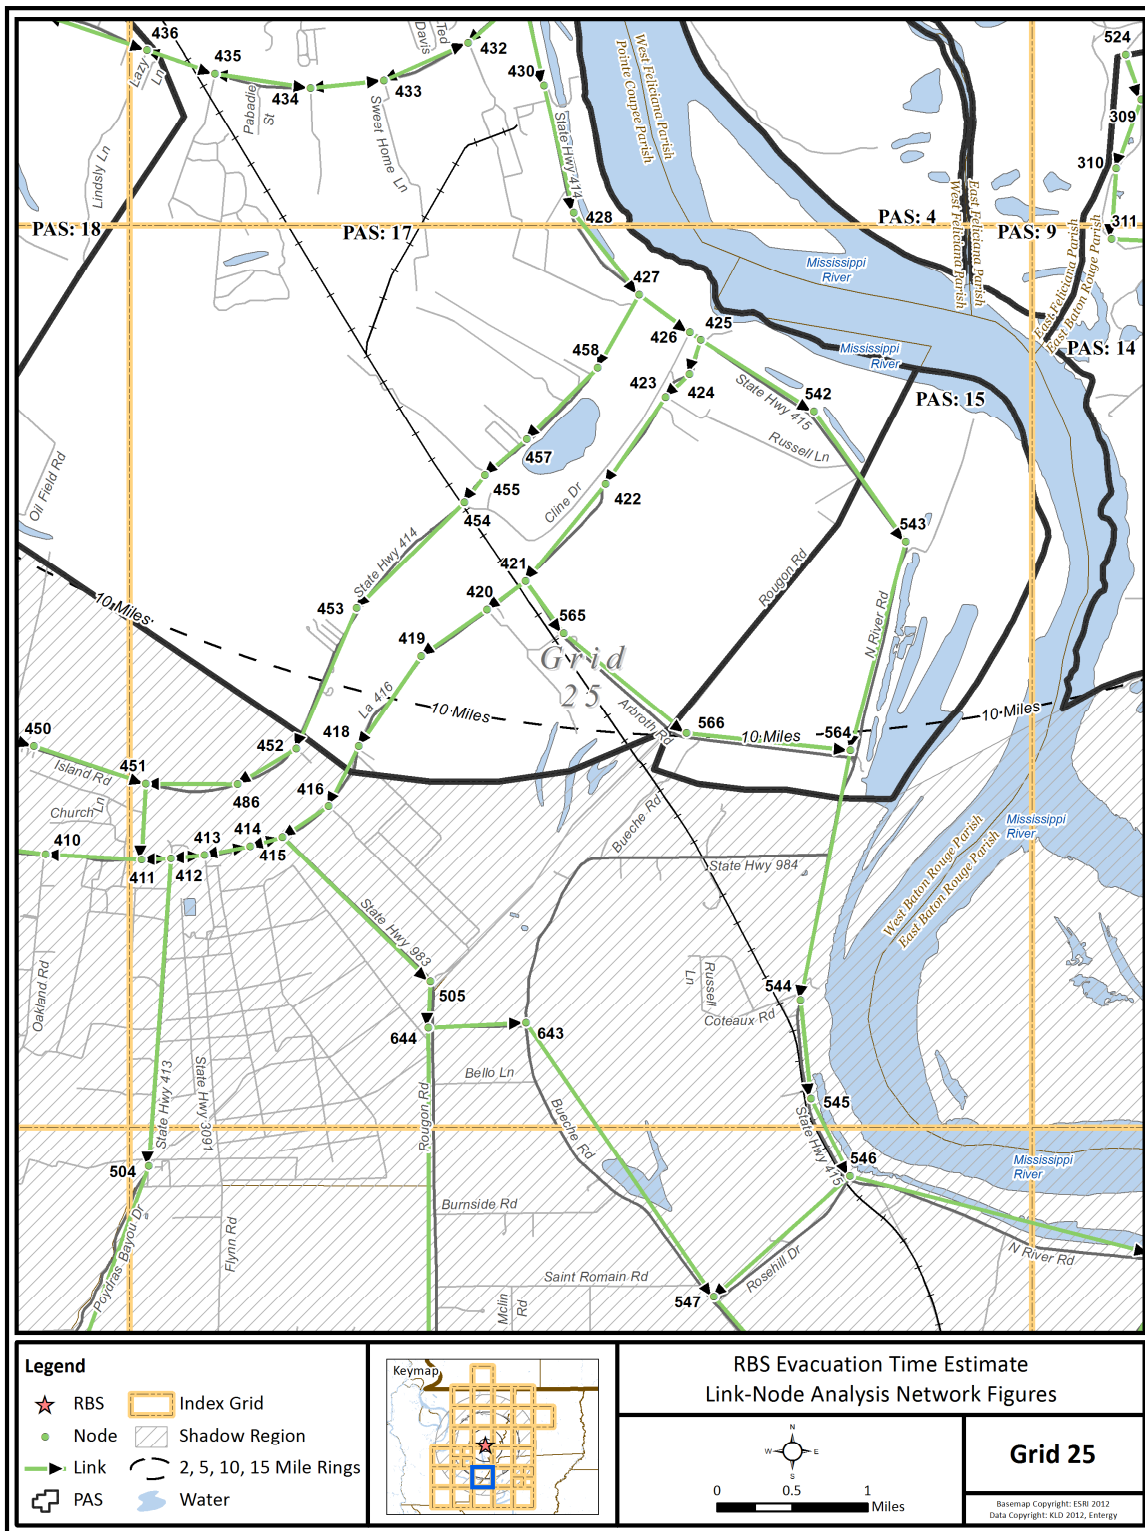 436
435
434
433
432
430
524
309
310
311
Lazy Ln
Pabadie St
Ted Davis
Sweet Home Ln
Lindsly Ln
State Hwy 414
West Feliciana Parish
Pointe Coupee Parish
428
PAS: 18
PAS: 17
PAS: 4
PAS: 9
East Feliciana Parish
West Feliciana Parish
East Feliciana Parish
East Baton Rouge Parish
Mississippi River
427
426
425
Mississippi River
PAS: 14
458
423
424
State Hwy 415
542
PAS: 15
Russell Ln
457
455
454
422
Cline Dr
Oil Field Rd
State Hwy 414
543
421
420
565
Rougon Rd
10 Miles
453
419
Grid 25
N River Rd
La 416
10 Miles
Arbroth Rd
566
10 Miles
564
10 Miles
450
Island Rd
451
452
418
486
416
Church Ln
410
411
412
413
414
415
Bueche Rd
State Hwy 984
Mississippi River
West Baton Rouge Parish
East Baton Rouge Parish
State Hwy 983
Oakland Rd
505
544
Russell Ln
Coteaux Rd
644
643
Bello Ln
State Hwy 413
State Hwy 3091
Rougon Rd
Bueche Rd
545
State Hwy 415
546
Mississippi River
504
Burnside Rd
Poydras Bayou Dr
Flynn Rd
N River Rd
Rosehill Dr
Saint Romain Rd
Mclin Rd
547
Legend
RBS
Index Grid
Node
Shadow Region
Link
2, 5, 10, 15 Mile Rings
PAS
Water
Keymap
RBS Evacuation Time Estimate
Link-Node Analysis Network Figures
N
W E
S
0 0.5 1
Miles
Grid 25
Basemap Copyright: ESRI 2012
Data Copyright: KLD 2012, Entergy